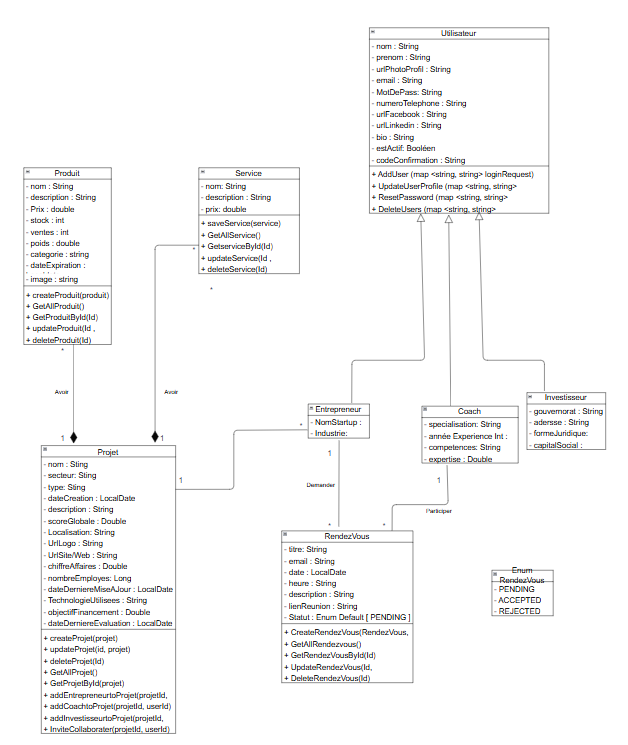 Utilisateur
- nom : String
- prenom : String
- urlPhotoProfil : String
- email : String
- MotDePass: String
- numeroTelephone : String
- urlFacebook : String
- urlLinkedin : String
- bio : String
- estActif: Booléen
- codeConfirmation : String
+ AddUser (map <string, string> loginRequest)
+ UpdateUserProfile (map <string, string>
+ ResetPassword (map <string, string>
+ DeleteUsers (map <string, string>
Produit
- nom : String
- description : String
- Prix : double
- stock : int
- ventes : int
- poids : double
- categorie : string
- dateExpiration :
- image : string
+ createProduit(produit)
+ GetAllProduit()
+ GetProduitById(Id)
+ updateProduit(Id ,
+ deleteProduit(Id)
Service
- nom: String
- description : String
- prix: double
+ saveService(service)
+ GetAllService()
+ GetserviceById(Id)
+ updateService(Id ,
+ deleteService(Id)
*
*
*
Avoir
Avoir
1
1
Entrepreneur
- NomStartup :
- Industrie:
*
1
Coach
- specialisation: String
- année Experience Int :
- competences: String
- expertise : Double
1
Investisseur
- gouvernorat : String
- adersse : String
- formeJuridique:
- capitalSocial :
Projet
- nom : Sting
- secteur: Sting
- type: Sting
- dateCreation : LocalDate
- description : String
- scoreGlobale : Double
- Localisation: String
- UrlLogo : String
- UrlSite/Web : String
- chiffreAffaires : Double
- nombreEmployes: Long
- dateDerniereMiseAJour : LocalDate
- TechnologieUtilisees : String
- objectifFinancement : Double
- dateDerniereEvaluation : LocalDate
+ createProjet(projet)
+ updateProjet(id, projet)
+ deleteProjet(Id)
+ GetAllProjet()
+ GetProjetById(projet)
+ addEntrepreneurtoProjet(projetId,
+ addCoachtoProjet(projetId, userId)
+ addInvestisseurtoProjet(projetId,
+ InviteCollaborater(projetId, userId)
1
Demander
Participer
*
*
RendezVous
- titre: String
- email : String
- date : LocalDate
- heure : String
- description : String
- lienReunion : String
- Statut : Enum Default [ PENDING ]
+ CreateRendezVous(RendezVous,
+ GetAllRendezvous()
+ GetRendezVousById(Id)
+ UpdateRendezVous(Id,
+ DeleteRendezVous(Id)
Enum
RendezVous
- PENDING
- ACCEPTED
- REJECTED